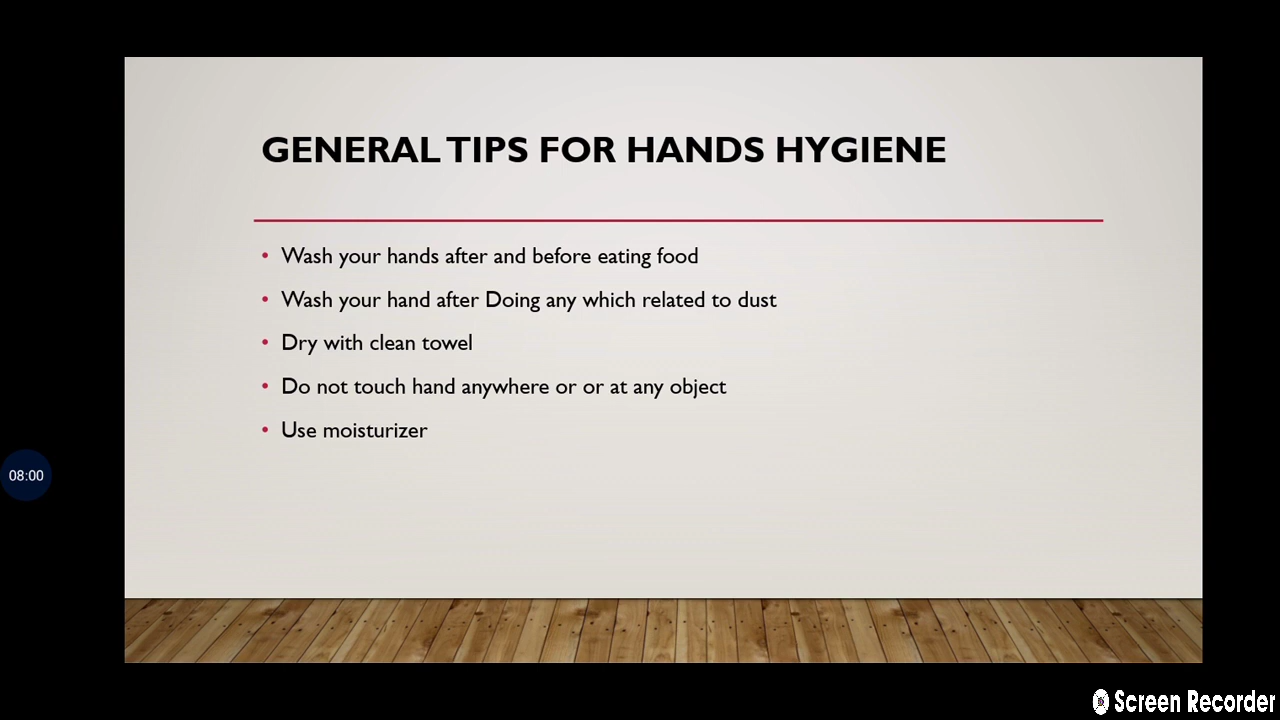 GENERAL TIPS FOR HANDS HYGIENE
• Wash your hands after and before eating food
• Wash your hand after Doing any which related to dust
• Dry with clean towel
• Do not touch hand anywhere or or at any object
• Use moisturizer
08:00
Screen Recorder